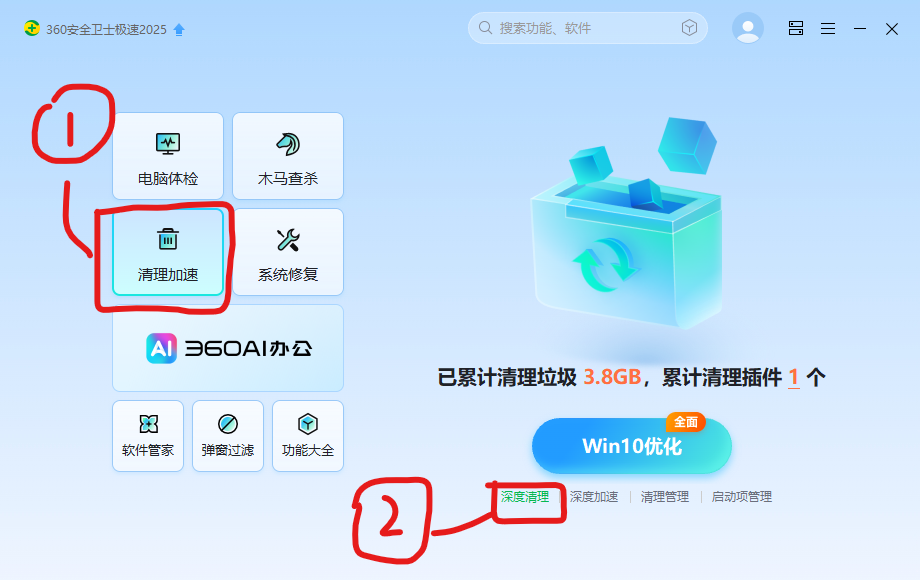 360安全卫士极速2025
搜索功能、软件
1
电脑体检
木马查杀
清理加速
系统修复
AI 360AI办公
软件管家
弹窗过滤
功能大全
已累计清理垃圾 3.8GB，累计清理插件 1 个
全面
Win10优化
深度清理
深度加速
清理管理
启动项管理
2